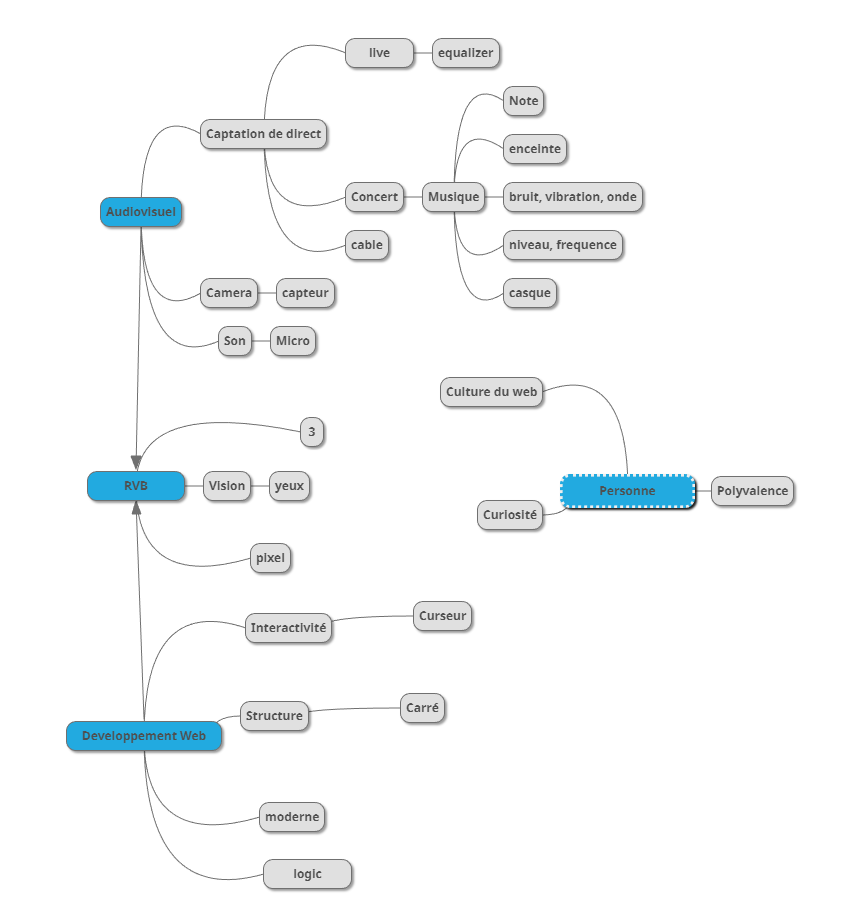 live
equalizer
Note
Captation de direct
enceinte
Concert
Musique
bruit, vibration, onde
Audiovisuel
cable
niveau, frequence
Camera
capteur
casque
Son
Micro
Culture du web
3
RVB
Vision
yeux
Personne
Polyvalence
Curiosité
pixel
Interactivité
Curseur
Structure
Carré
Developpement Web
moderne
logic